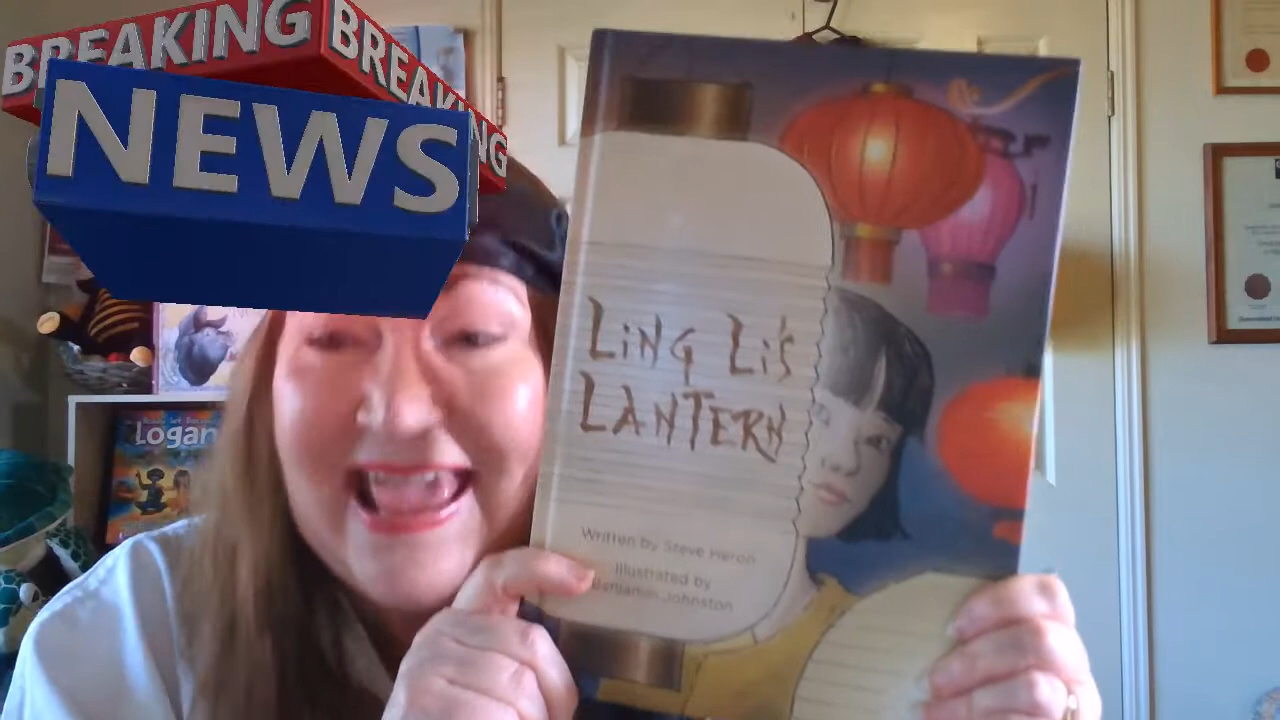 BREAKING BREAKING
NEWS
LiNG Li's
LANTERN
Written by Steve Heron
Illustrated by
Benjamin Johnston
Logan